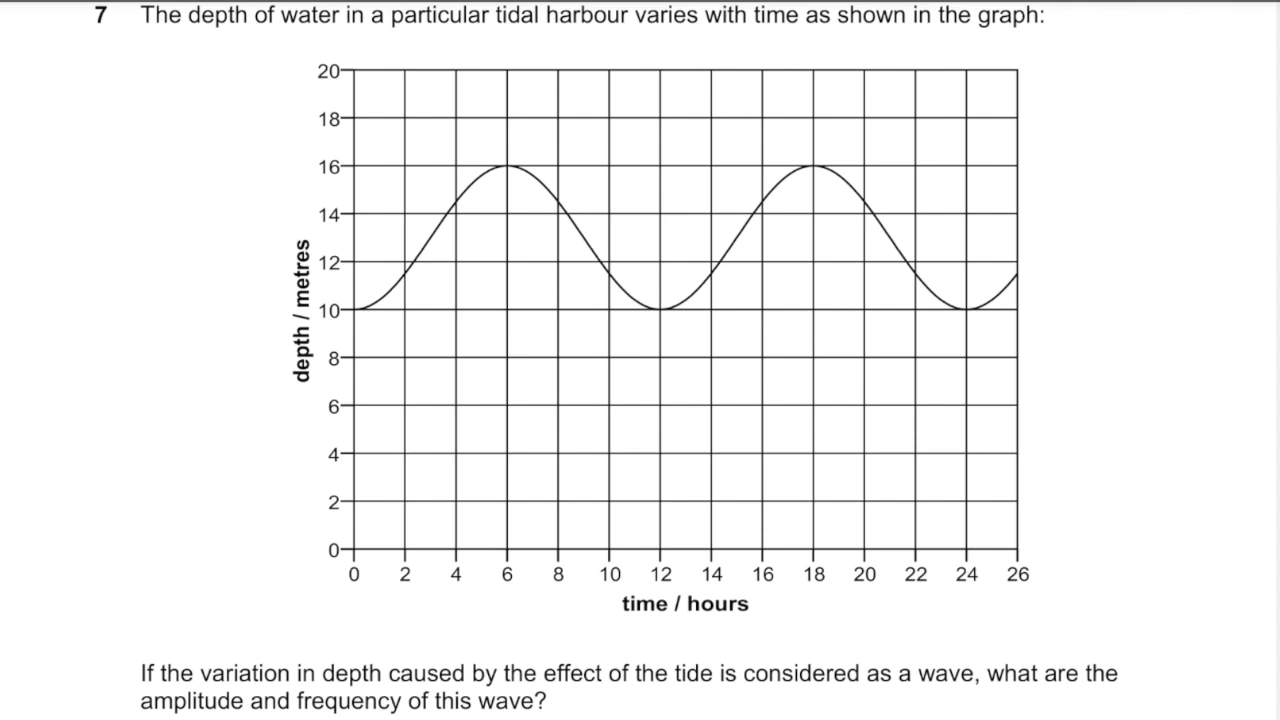 7 The depth of water in a particular tidal harbour varies with time as shown in the graph:
20
18
16
14
12
10
8
6
4
2
0
depth / metres
0 2 4 6 8 10 12 14 16 18 20 22 24 26
time / hours
If the variation in depth caused by the effect of the tide is considered as a wave, what are the
amplitude and frequency of this wave?